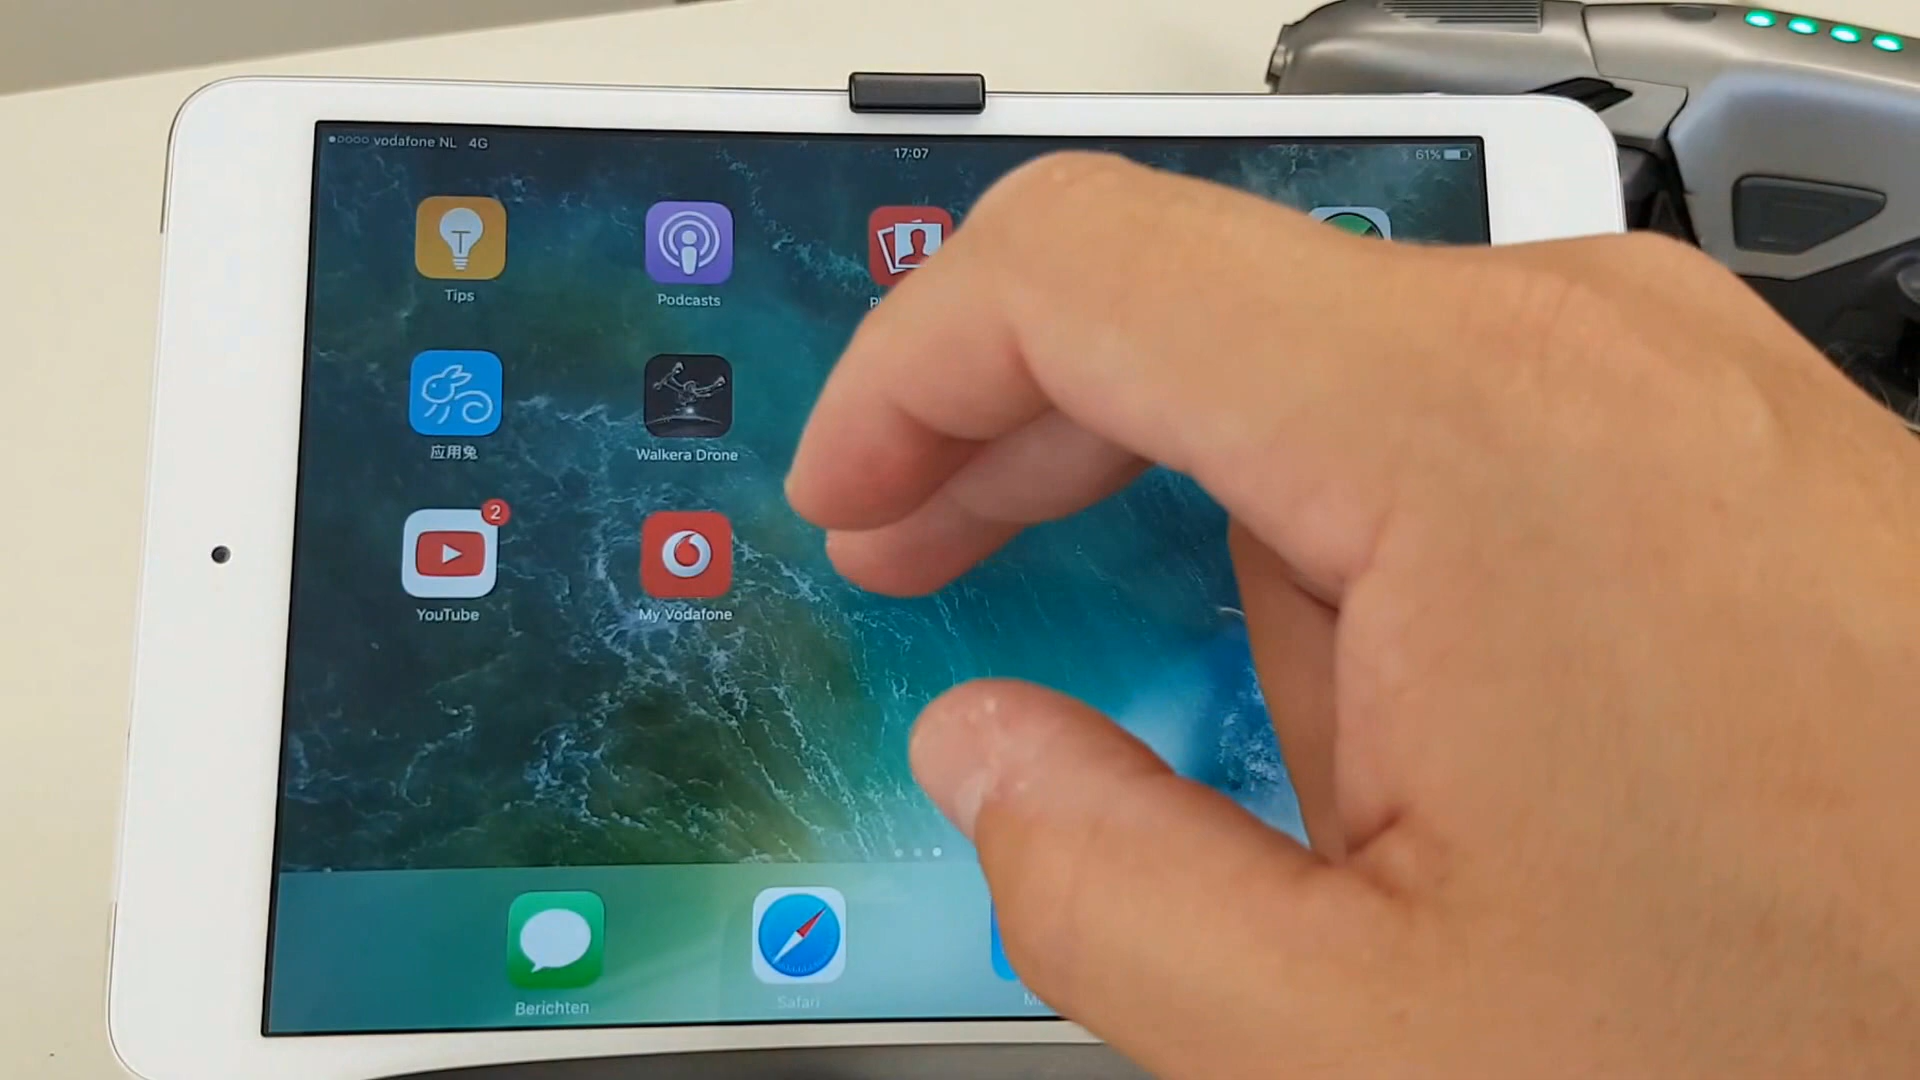 vodafone NL 4G 17:07 61%
Tips Podcasts
应用兔 Walkera Drone
2
YouTube My Vodafone
Berichten Safari